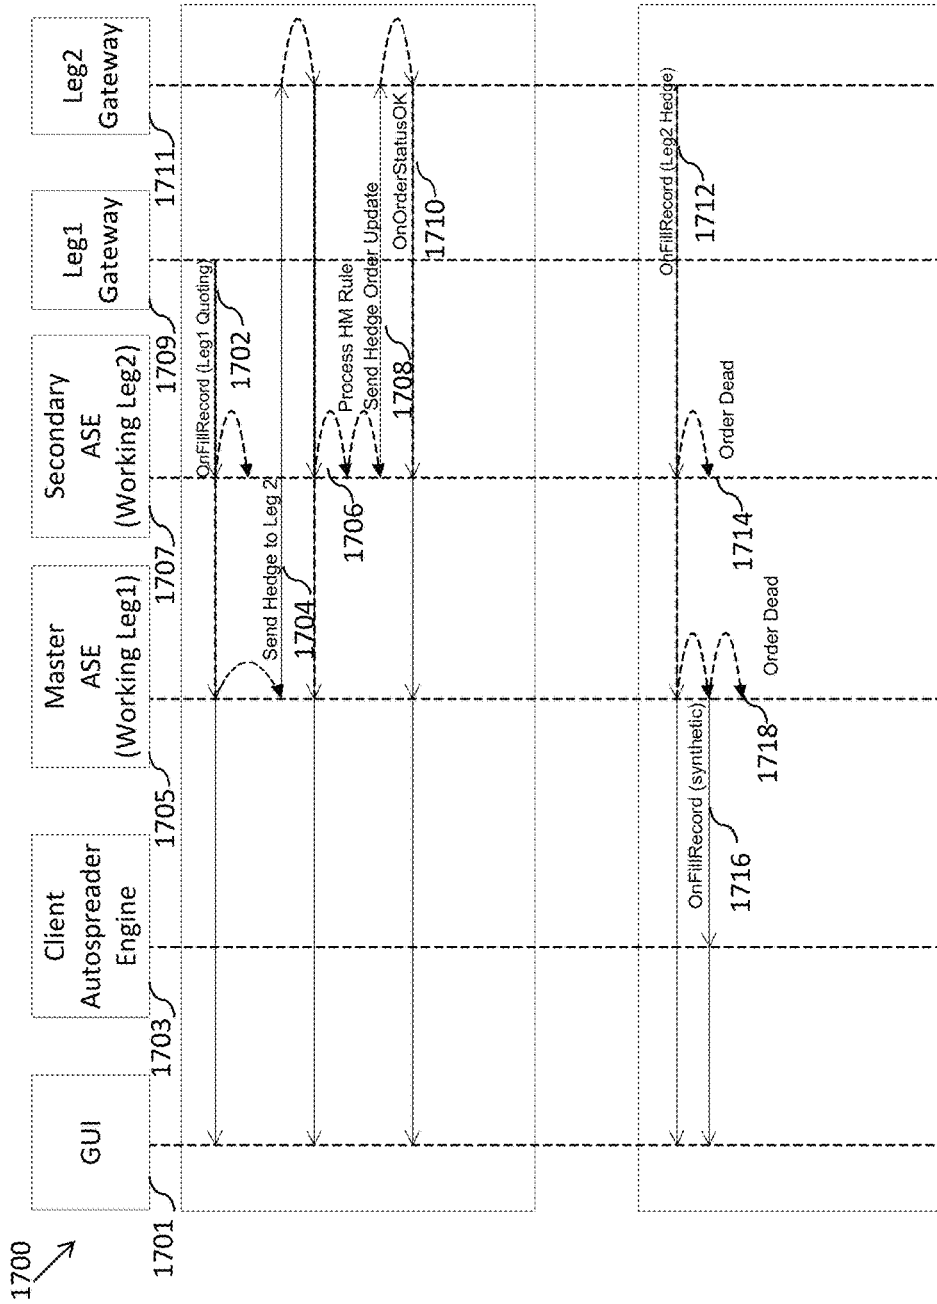 1700
GUI
1701
Client
Autospreader
Engine
1703
Master
ASE
(Working Leg1)
1705
Secondary
ASE
(Working Leg2)
1707
Leg1
Gateway
1709
Leg2
Gateway
1711
OnFillRecord (Leg1 Quoting)
1702
Send Hedge to Leg 2
1704
1706
Process HM Rule
Send Hedge Order Update
1708
OnOrderStatusOK
1710
OnFillRecord (Leg2 Hedge)
1712
Order Dead
1714
OnFillRecord (synthetic)
1716
Order Dead
1718